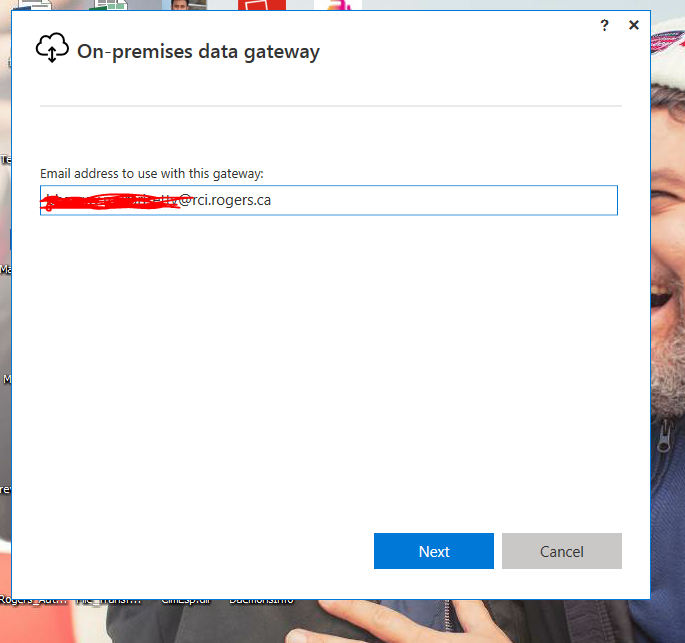 ? ×
On-premises data gateway
Email address to use with this gateway:
@rci.rogers.ca
Next
Cancel